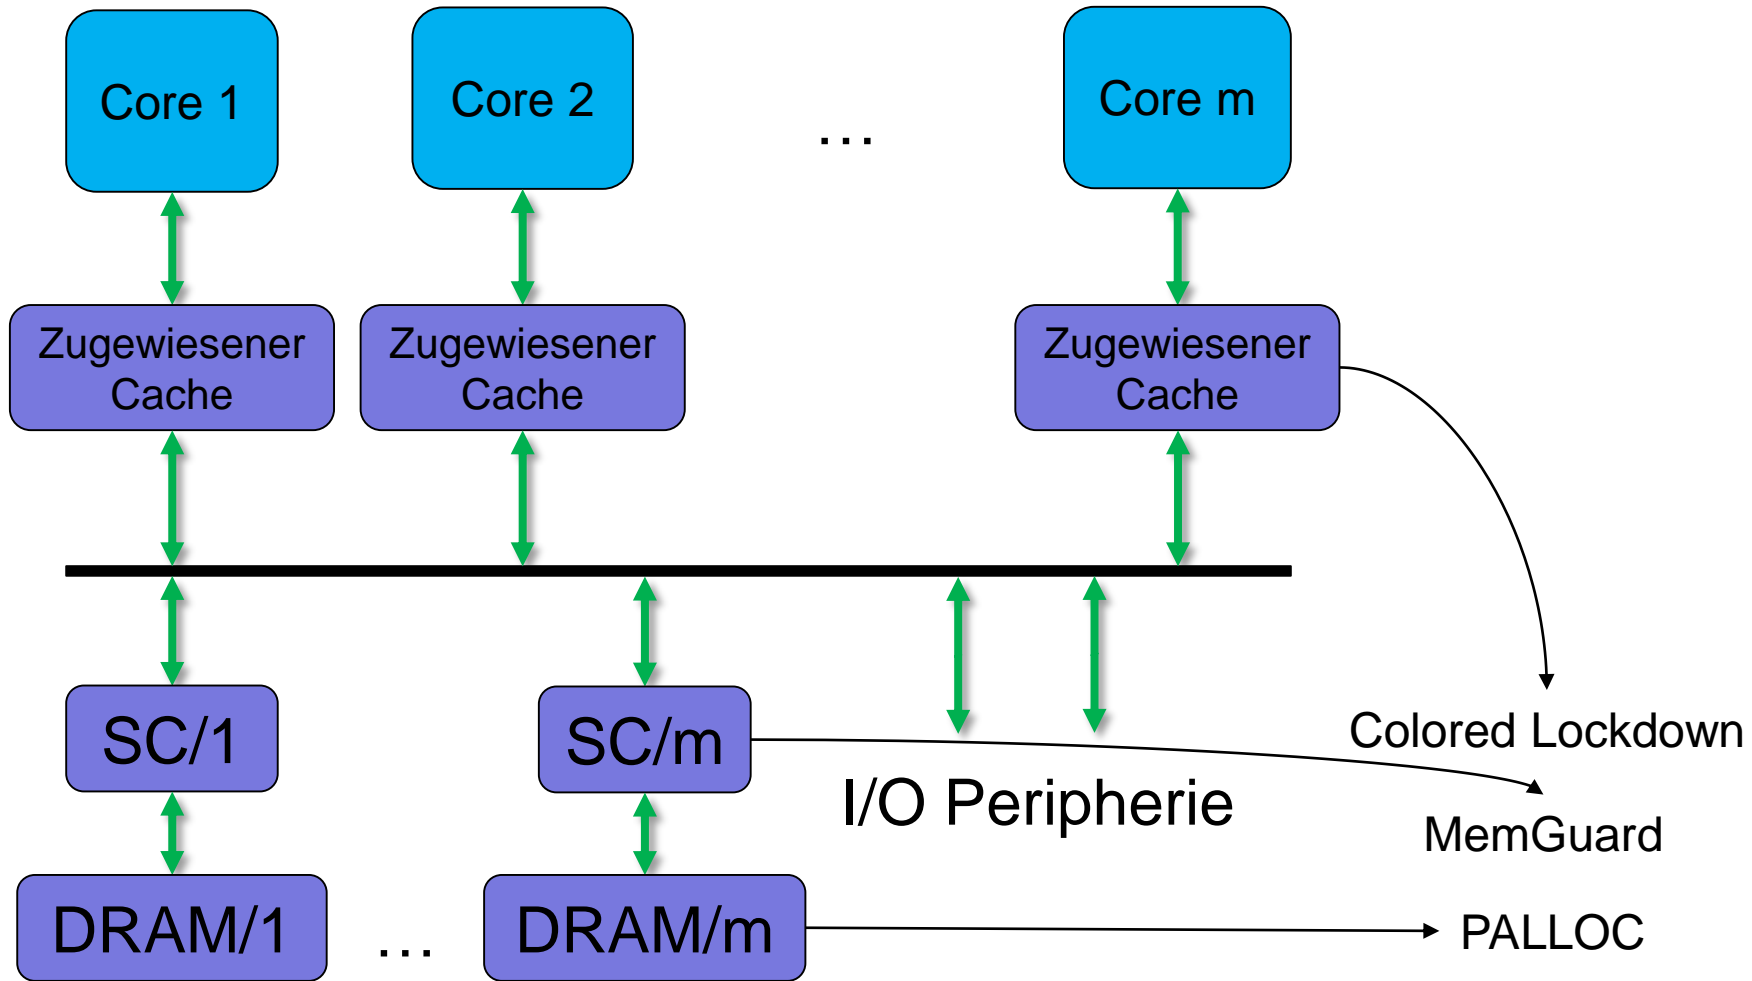 Core 1
Core 2
...
Core m
Zugewiesener
Cache
Zugewiesener
Cache
Zugewiesener
Cache
SC/1
SC/m
I/O Peripherie
Colored Lockdown
MemGuard
DRAM/1
...
DRAM/m
PALLOC